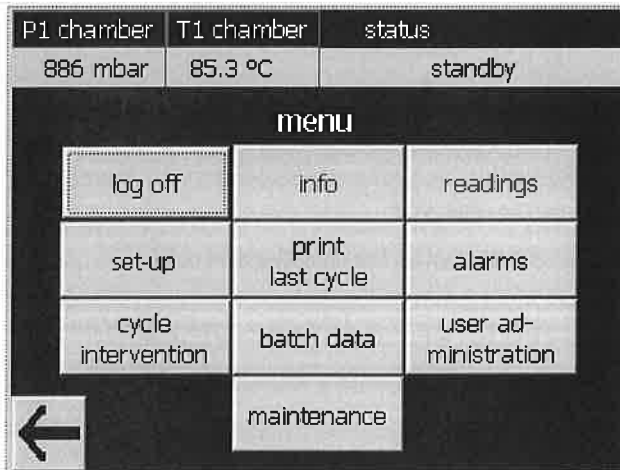 P1 chamber T1 chamber status
886 mbar 85.3 ºC standby
menu
log off info readings
set-up print
last cycle alarms
cycle
intervention batch data user ad-
ministration
maintenance